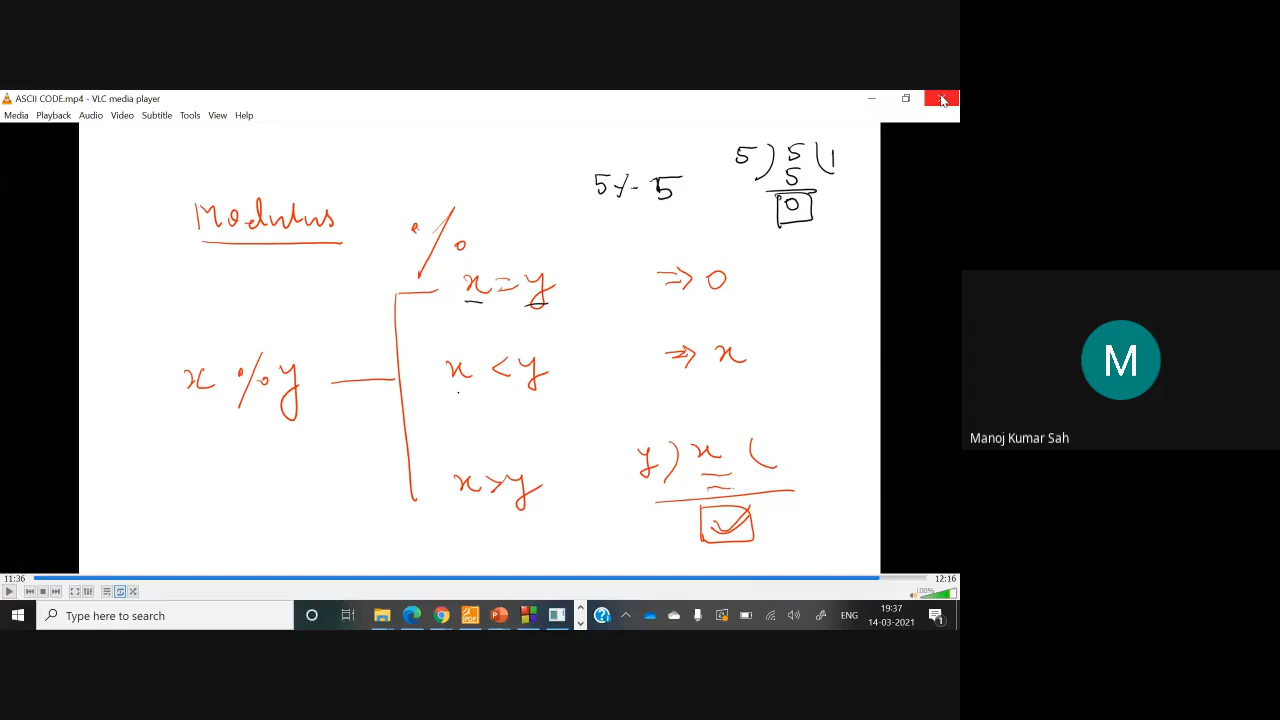 ASCII CODE.mp4 - VLC media player
Media Playback Audio Video Subtitle Tools View Help
5 % 5
5 ) 5 ( 1
5
0
Modulus
%
x = y ⇒ 0
x < y ⇒ x
x % y
x > y
y ) x (
Manoj Kumar Sah
M
11:36
12:16
100%
Type here to search
ENG
19:37
14-03-2021
1